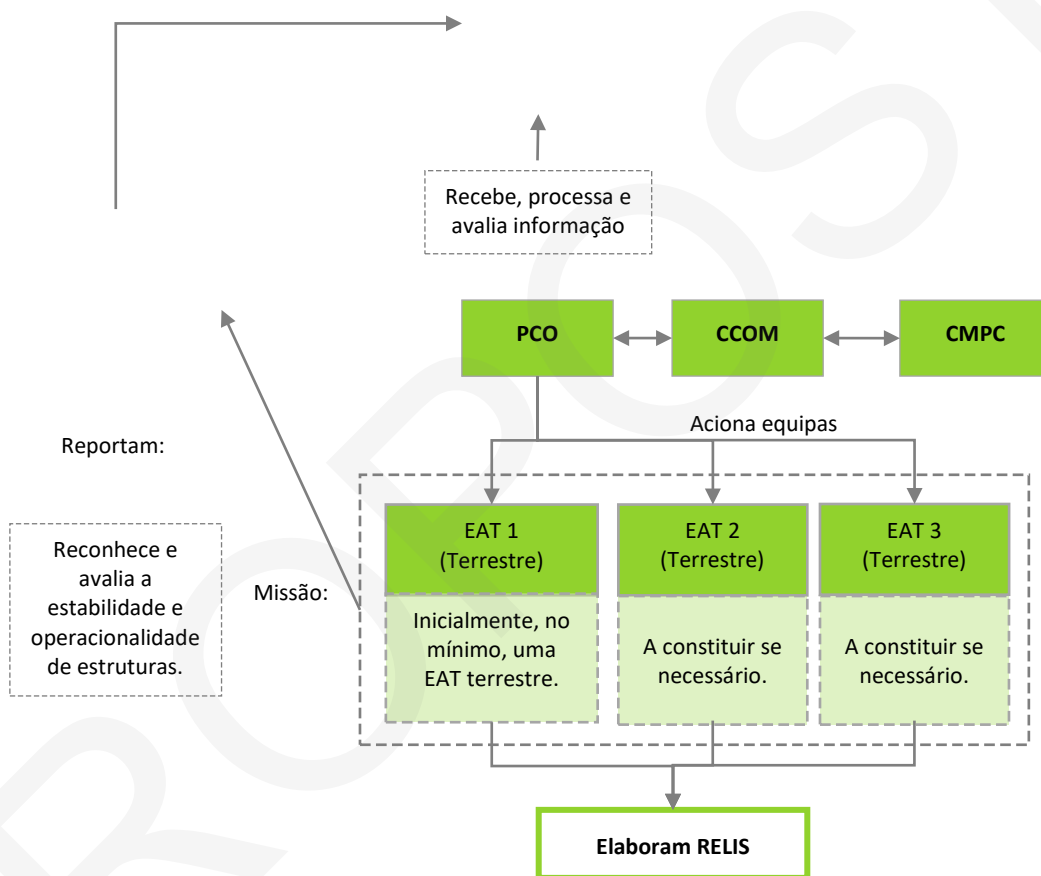 Recebe, processa e
avalia informação
PCO
CCOM
CMPC
Aciona equipas
Reportam:
EAT 1
(Terrestre)
EAT 2
(Terrestre)
EAT 3
(Terrestre)
Reconhece e
avalia a
estabilidade e
operacionalidade
de estruturas.
Missão:
Inicialmente, no
mínimo, uma
EAT terrestre.
A constituir se
necessário.
A constituir se
necessário.
Elaboram RELIS